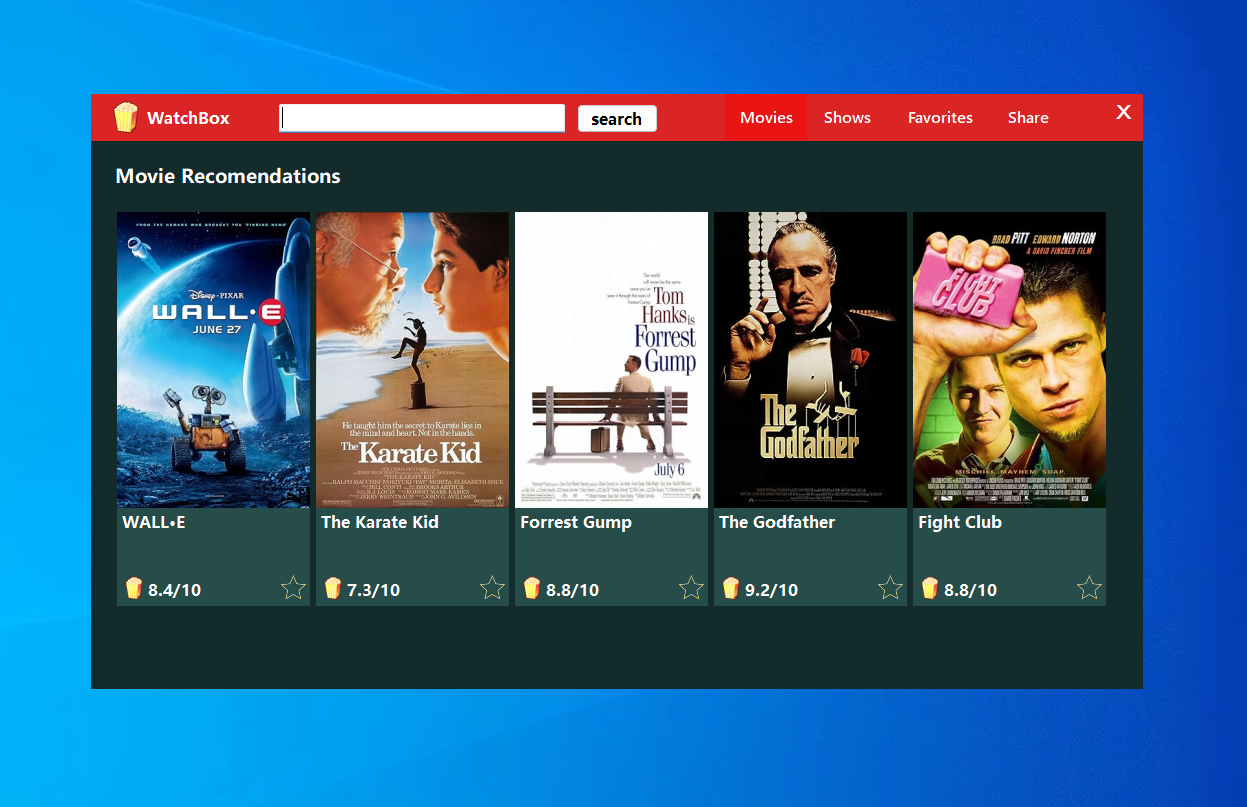 WatchBox
search
Movies
Shows
Favorites
Share
X
Movie Recomendations
FROM THE HUMANS WHO BROUGHT YOU "FINDING NEMO"
Disney · PIXAR
WALL·E
JUNE 27
He taught him the secret to Karate lies in
the mind and heart. Not in the hands.
The Karate Kid
The world
will never be the same
once you've
seen it through the eyes of
Forrest Gump.
Tom
Hanks is
Forrest
Gump
July 6
The
Godfather
BRAD PITT EDWARD NORTON
A DAVID FINCHER FILM
FIGHT
CLUB
MISCHIEF. MAYHEM. SOAP.
WALL•E
The Karate Kid
Forrest Gump
The Godfather
Fight Club
8.4/10
7.3/10
8.8/10
9.2/10
8.8/10